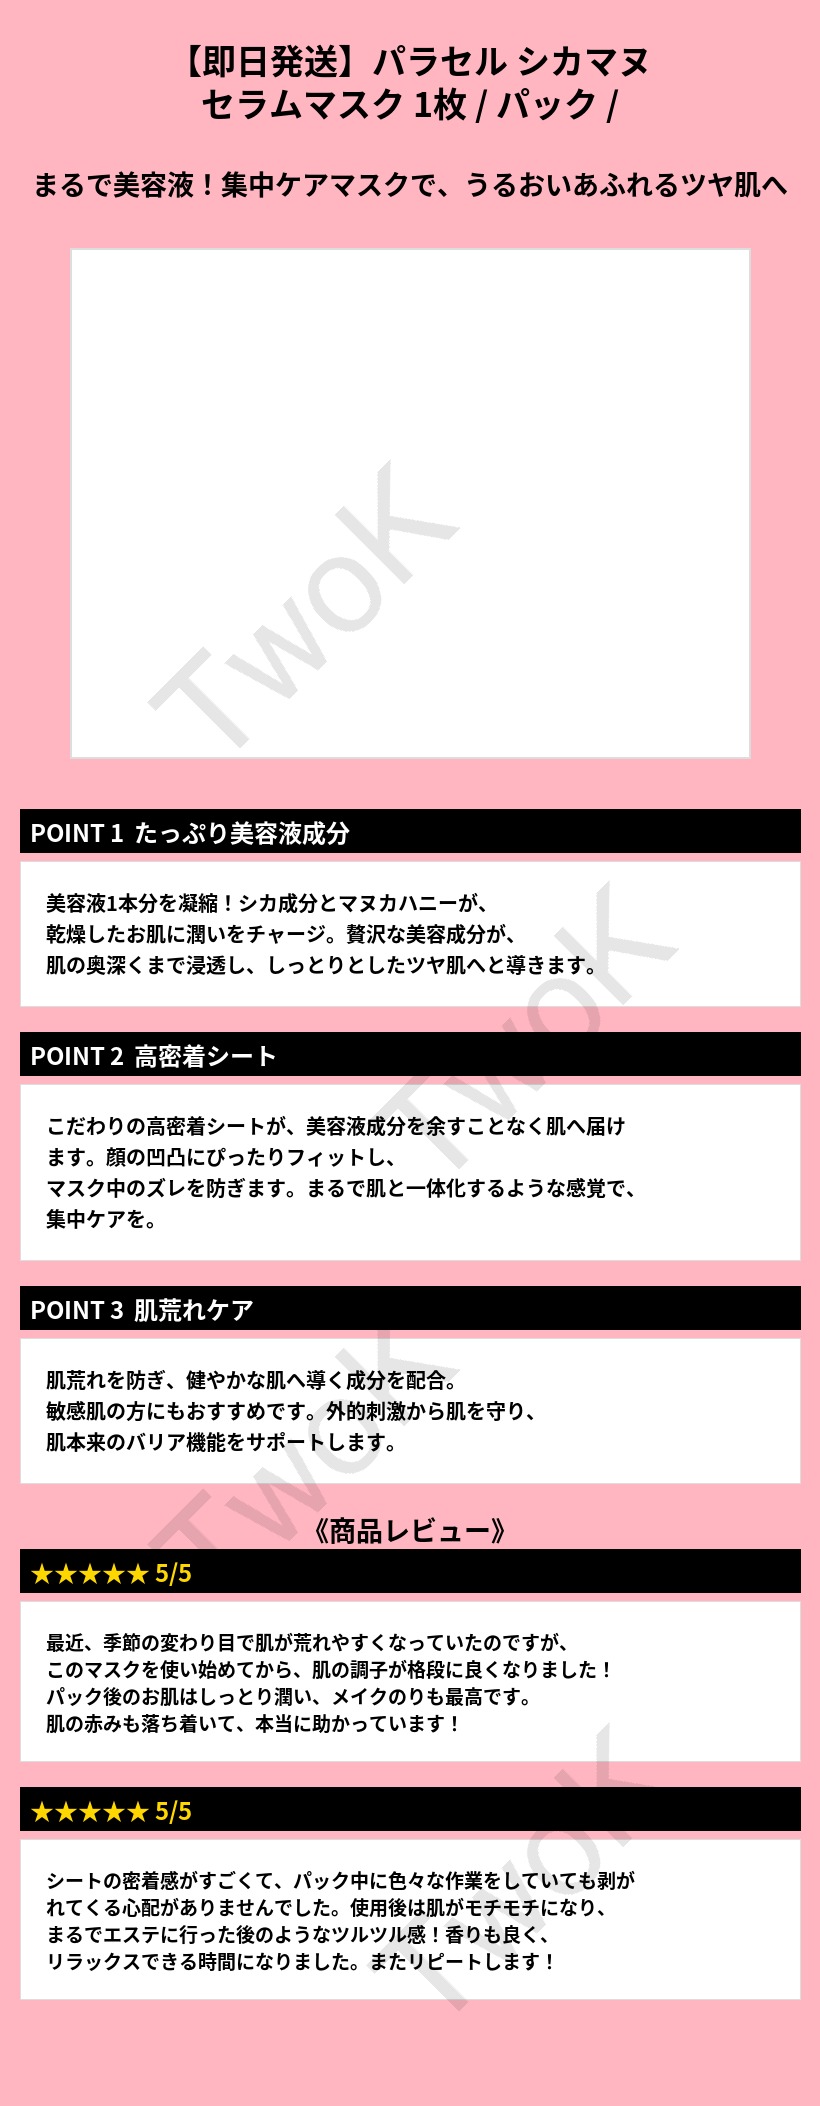 【即日発送】パラセル シカマヌ
セラムマスク 1枚 / パック /
まるで美容液！集中ケアマスクで、うるおいあふれるツヤ肌へ
TwoK
POINT 1 たっぷり美容液成分
美容液1本分を凝縮！シカ成分とマヌカハニーが、
乾燥したお肌に潤いをチャージ。贅沢な美容成分が、
肌の奥深くまで浸透し、しっとりとしたツヤ肌へと導きます。
TwoK
POINT 2 高密着シート
こだわりの高密着シートが、美容液成分を余すことなく肌へ届け
ます。顔の凹凸にぴったりフィットし、
マスク中のズレを防ぎます。まるで肌と一体化するような感覚で、
集中ケアを。
POINT 3 肌荒れケア
肌荒れを防ぎ、健やかな肌へ導く成分を配合。
敏感肌の方にもおすすめです。外的刺激から肌を守り、
肌本来のバリア機能をサポートします。
TwoK
《商品レビュー》
★★★★★ 5/5
最近、季節の変わり目で肌が荒れやすくなっていたのですが、
このマスクを使い始めてから、肌の調子が格段に良くなりました！
パック後のお肌はしっとり潤い、メイクのりも最高です。
肌の赤みも落ち着いて、本当に助かっています！
★★★★★ 5/5
シートの密着感がすごくて、パック中に色々な作業をしていても剥が
れてくる心配がありませんでした。使用後は肌がモチモチになり、
まるでエステに行った後のようなツルツル感！香りも良く、
リラックスできる時間になりました。またリピートします！
TwoK